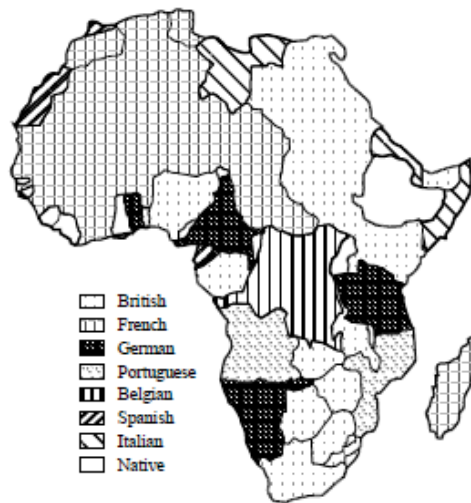 British
French
German
Portuguese
Belgian
Spanish
Italian
Native